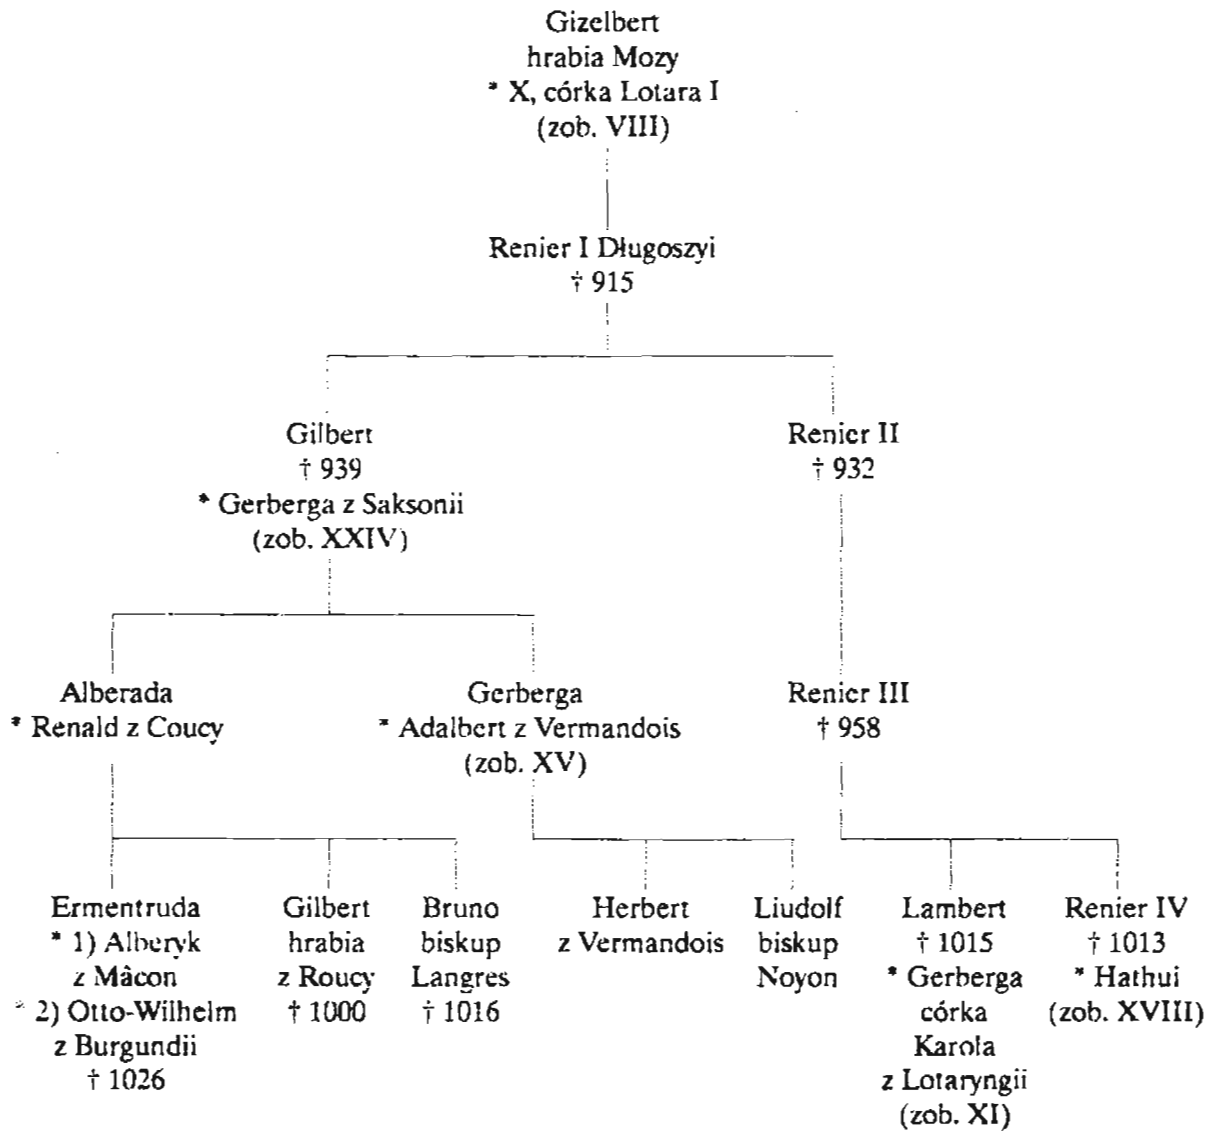 Gizelbert
hrabia Mozy
* X, córka Lotara I
(zob. VIII)
Renier I Długoszyi
† 915
Gilbert
† 939
* Gerberga z Saksonii
(zob. XXIV)
Renier II
† 932
Alberada
* Renald z Coucy
Gerberga
* Adalbert z Vermandois
(zob. XV)
Renier III
† 958
Ermentruda
* 1) Alberyk
z Mâcon
* 2) Otto-Wilhelm
z Burgundii
† 1026
Gilbert
hrabia
z Roucy
† 1000
Bruno
biskup
Langres
† 1016
Herbert
z Vermandois
Liudolf
biskup
Noyon
Lambert
† 1015
* Gerberga
córka
Karola
z Lotaryngii
(zob. XI)
Renier IV
† 1013
* Hathui
(zob. XVIII)